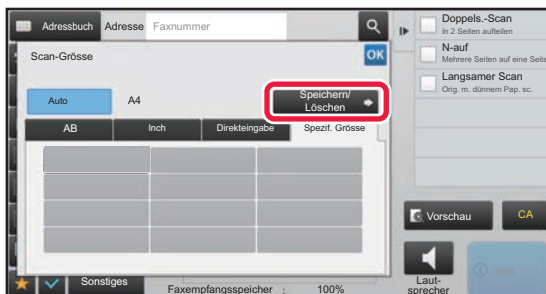 Adressbuch
Adresse
Faxnummer
Scan-Grösse
OK
Auto
A4
Speichern/
Löschen
AB
Inch
Direkteingabe
Spezif. Grösse
Sonstiges
Faxempfangsspeicher : 100%
Doppels.-Scan
In 2 Seiten aufteilen
N-auf
Mehrere Seiten auf eine Seite
Langsamer Scan
Orig. m. dünnem Pap. sc.
Vorschau
CA
Laut-
sprecher
Start